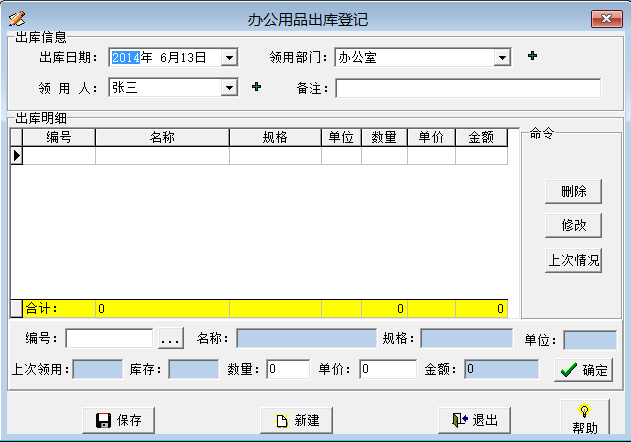 办公用品出库登记
出库信息
出库日期: 2014年 6月13日 领用部门: 办公室
领 用 人: 张三 备注:
出库明细
编号 名称 规格 单位 数量 单价 金额
命令
删除
修改
上次情况
合计: 0 0 0
编号: ... 名称: 规格: 单位:
上次领用: 库存: 数量: 0 单价: 0 金额: 0 确定
保存 新建 退出 帮助